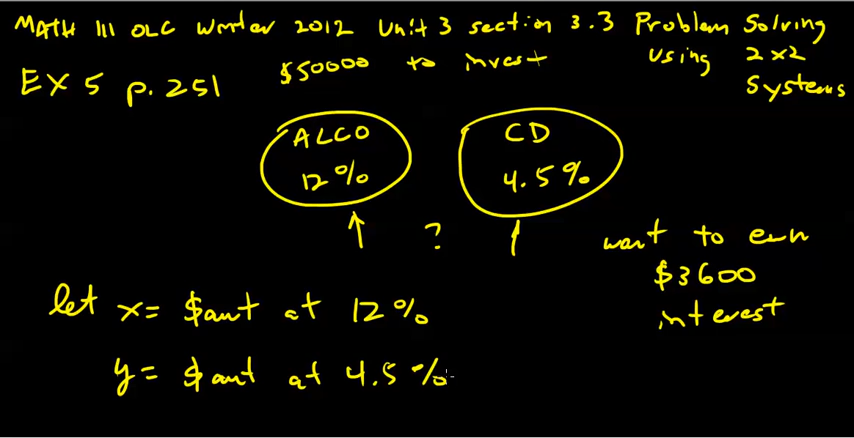 MATH 111 OLC Winter 2012 Unit 3 section 3.3 Problem Solving
using 2x2
Systems
EX 5 p. 251
$50000 to invest
ALCO
12%
CD
4.5%
?
want to earn
$3600
interest
let x = $amt at 12%
y = $amt at 4.5%